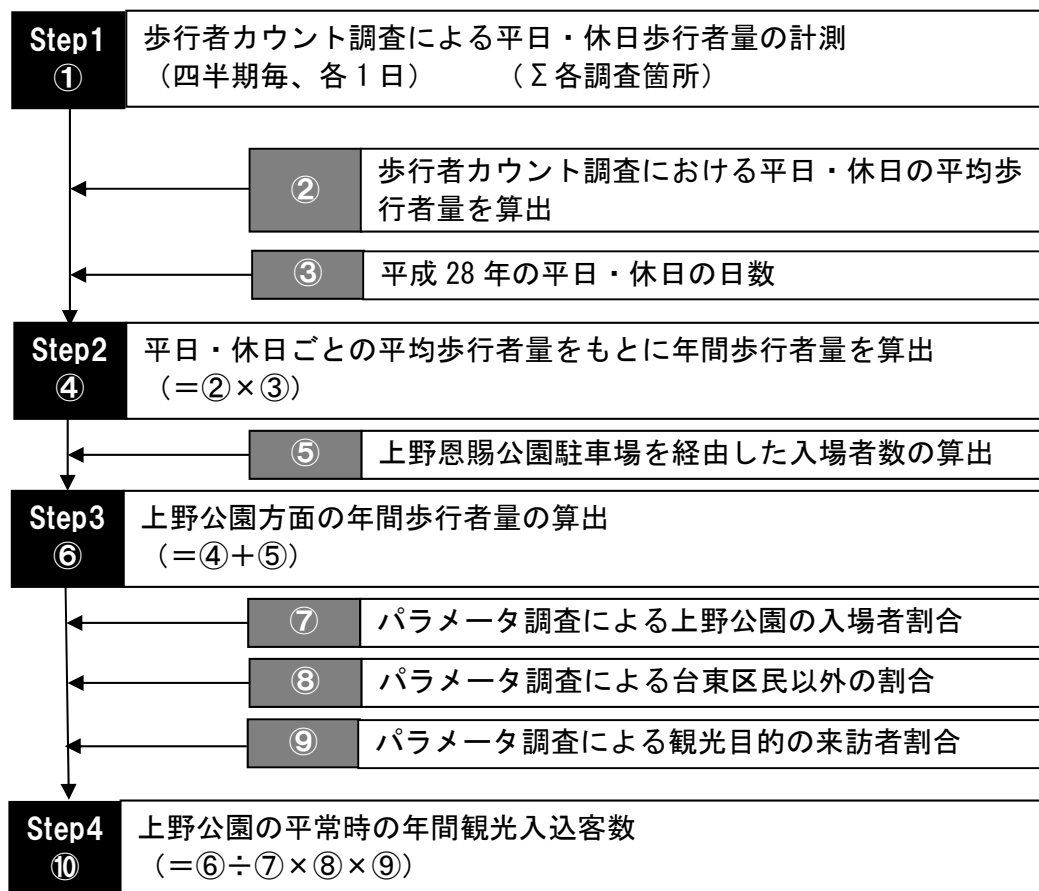 Step1
①
歩行者カウント調査による平日・休日歩行者量の計測
（四半期毎、各１日）　　　（Σ各調査箇所）
②
歩行者カウント調査における平日・休日の平均歩
行者量を算出
③
平成 28 年の平日・休日の日数
Step2
④
平日・休日ごとの平均歩行者量をもとに年間歩行者量を算出
（＝②×③）
⑤
上野恩賜公園駐車場を経由した入場者数の算出
Step3
⑥
上野公園方面の年間歩行者量の算出
（＝④＋⑤）
⑦
パラメータ調査による上野公園の入場者割合
⑧
パラメータ調査による台東区民以外の割合
⑨
パラメータ調査による観光目的の来訪者割合
Step4
⑩
上野公園の平常時の年間観光入込客数
（＝⑥÷⑦×⑧×⑨）